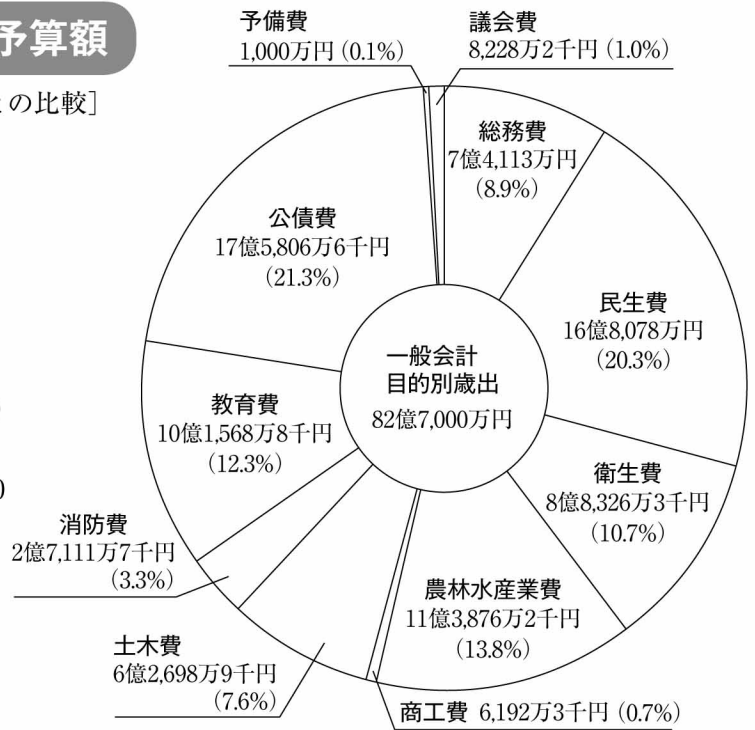 予算額
の比較]
予備費
1,000万円（0.1%）
議会費
8,228万2千円（1.0%）
総務費
7億4,113万円
（8.9%）
民生費
16億8,078万円
（20.3%）
衛生費
8億8,326万3千円
（10.7%）
農林水産業費
11億3,876万2千円
（13.8%）
商工費 6,192万3千円（0.7%）
土木費
6億2,698万9千円
（7.6%）
消防費
2億7,111万7千円
（3.3%）
教育費
10億1,568万8千円
（12.3%）
公債費
17億5,806万6千円
（21.3%）
一般会計
目的別歳出
82億7,000万円